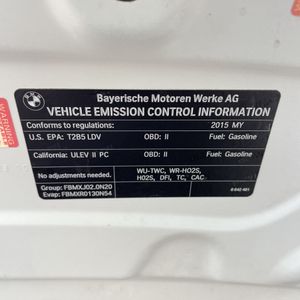 BMW
Bayerische Motoren Werke AG
VEHICLE EMISSION CONTROL INFORMATION
Conforms to regulations: 2015 MY
U.S. EPA: T2B5 LDV OBD: II Fuel: Gasoline
California: ULEV II PC OBD: II Fuel: Gasoline
No adjustments needed. WU-TWC, WR-HO2S,
HO2S, DFI, TC, CAC
Group: FBMXJ02.0N20
Evap: FBMXR0130N54
WARNING